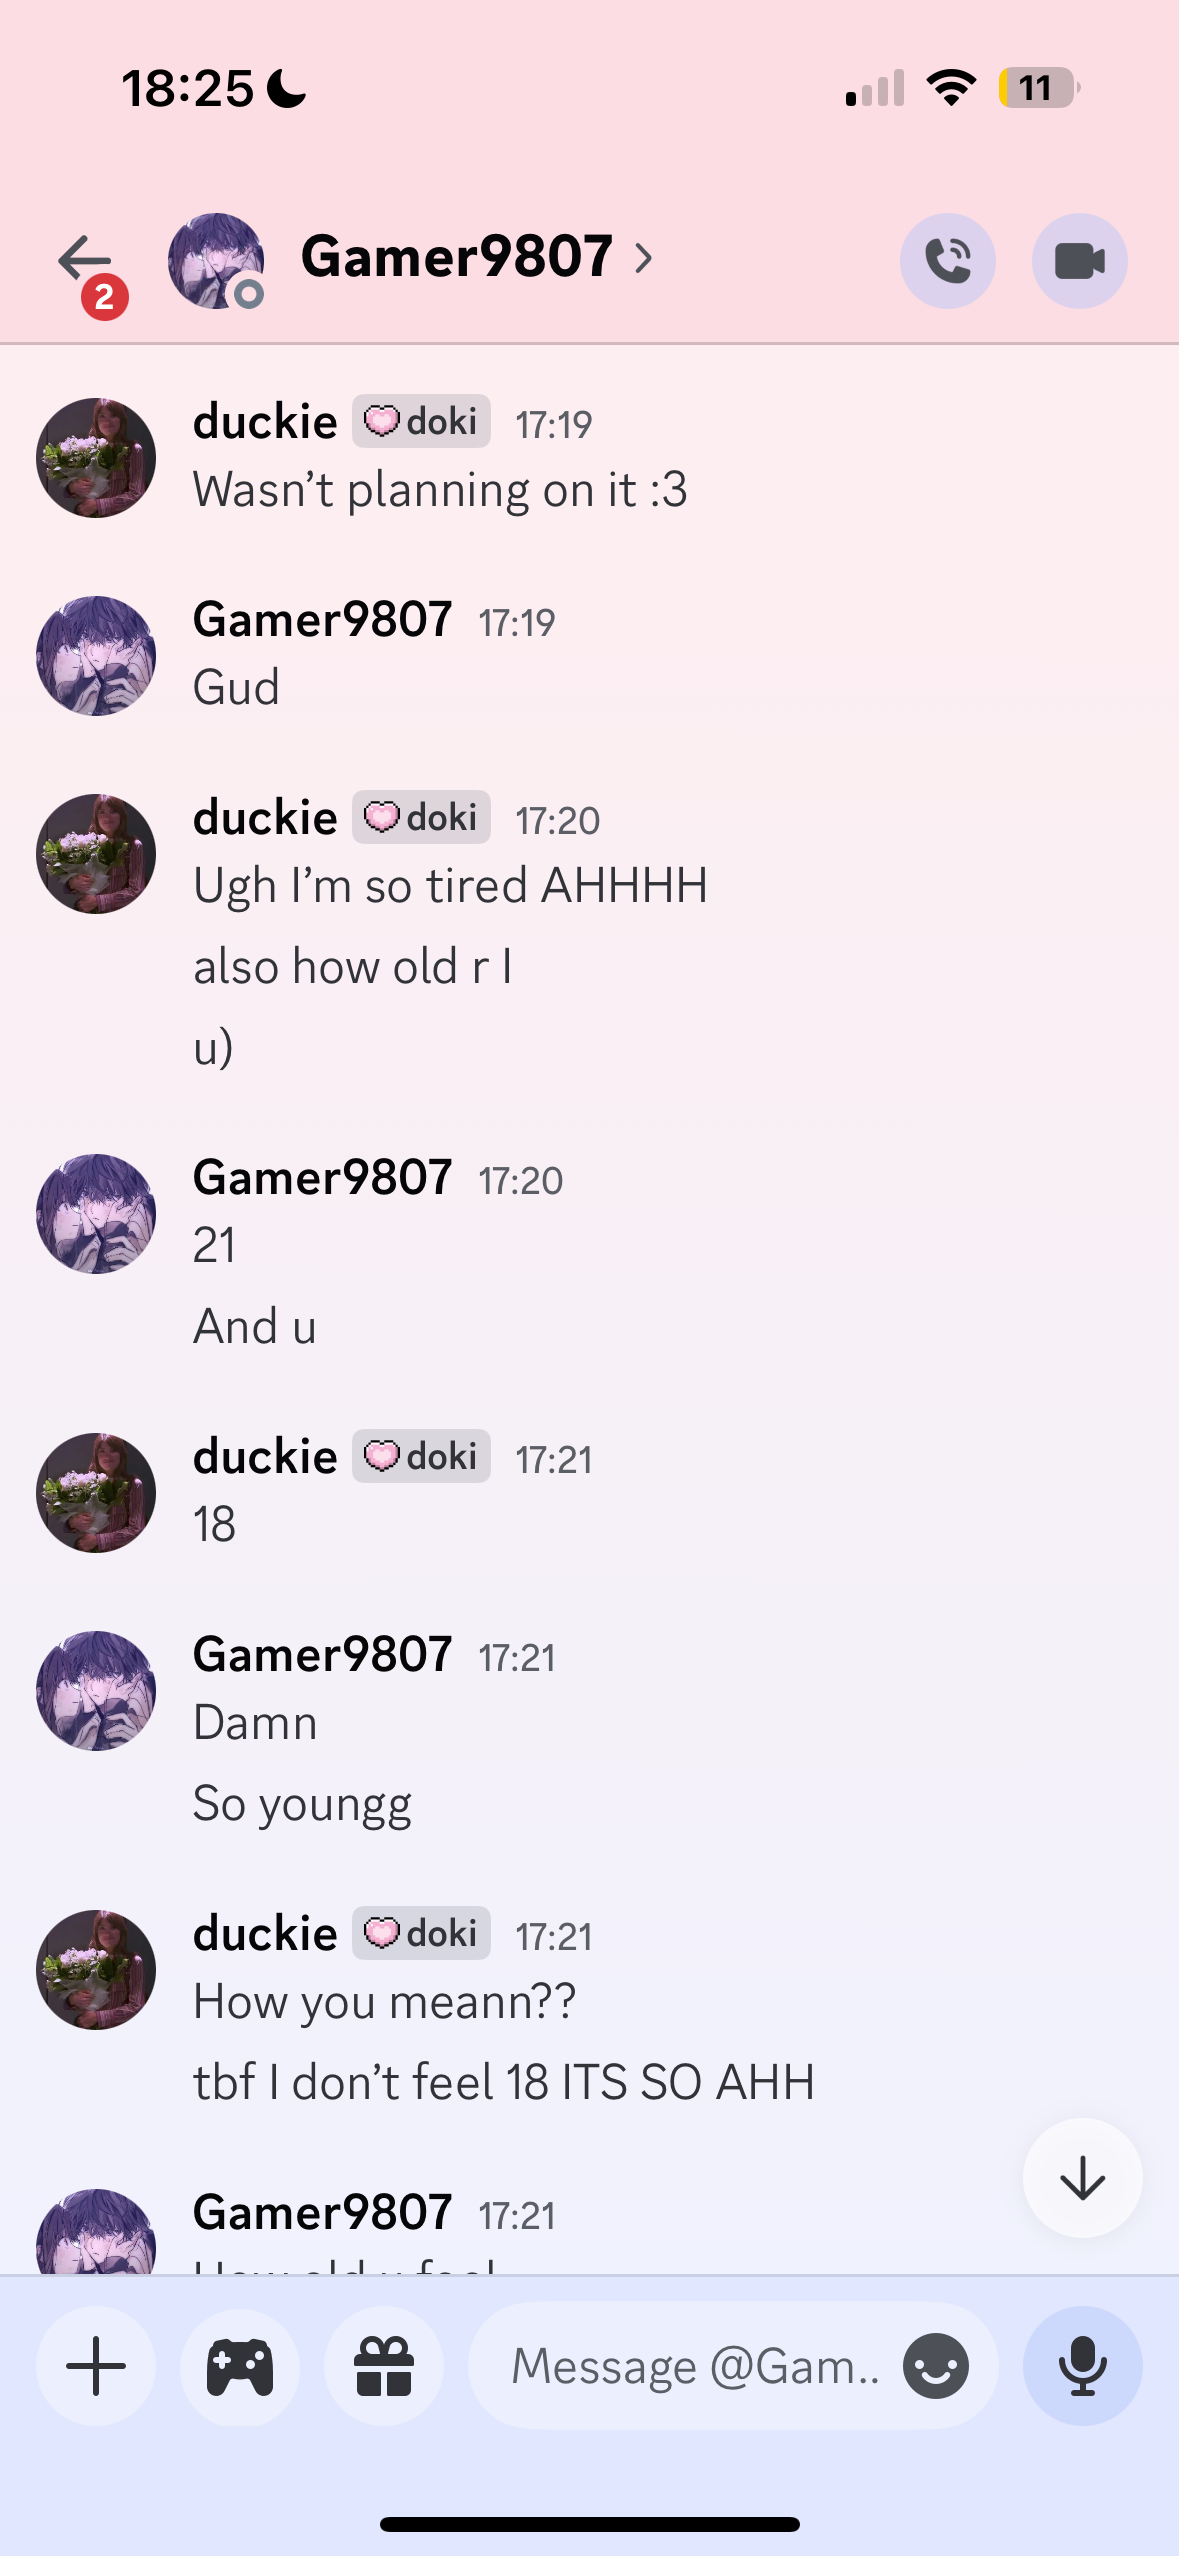 18:25
11
2
Gamer9807
duckie doki 17:19
Wasn’t planning on it :3
Gamer9807 17:19
Gud
duckie doki 17:20
Ugh I’m so tired AHHHH
also how old r I
u)
Gamer9807 17:20
21
And u
duckie doki 17:21
18
Gamer9807 17:21
Damn
So youngg
duckie doki 17:21
How you meann??
tbf I don’t feel 18 ITS SO AHH
Gamer9807 17:21
How old u feel
Message @Gam..